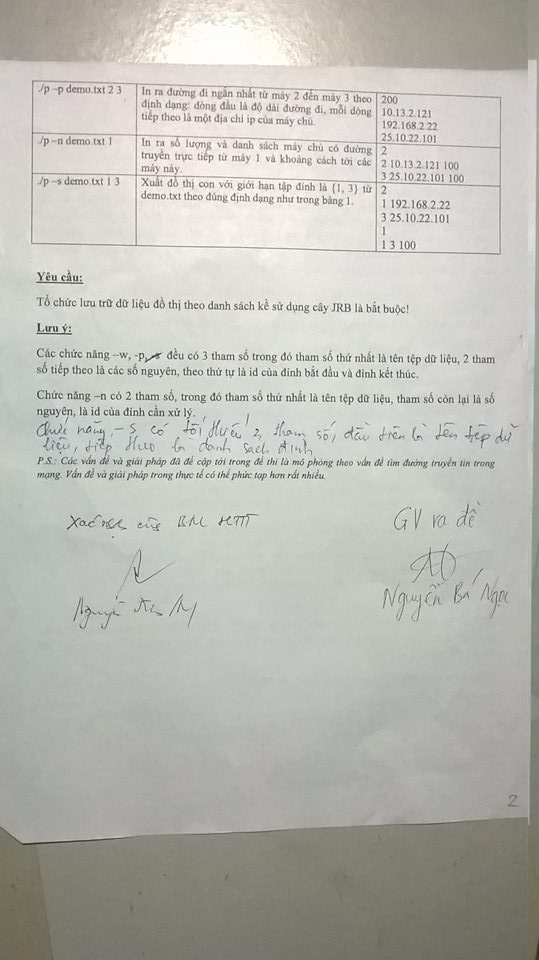 ./p –p demo.txt 2 3
In ra đường đi ngắn nhất từ máy 2 đến máy 3 theo
định dạng: dòng đầu là độ dài đường đi, mỗi dòng
tiếp theo là một địa chỉ ip của máy chủ.
200
10.13.2.121
192.168.2.22
25.10.22.101
./p –n demo.txt 1
In ra số lượng và danh sách máy chủ có đường
truyền trực tiếp từ máy 1 và khoảng cách tới các
máy này.
2
2 10.13.2.121 100
3 25.10.22.101 100
./p –s demo.txt 1 3
Xuất đồ thị con với giới hạn tập đỉnh là {1, 3} từ
demo.txt theo đúng định dạng như trong bảng 1.
2
1 192.168.2.22
3 25.10.22.101
1
1 3 100
Yêu cầu:
Tổ chức lưu trữ dữ liệu đồ thị theo danh sách kề sử dụng cây JRB là bắt buộc!
Lưu ý:
Các chức năng –w, -p, -s đều có 3 tham số trong đó tham số thứ nhất là tên tệp dữ liệu, 2 tham
số tiếp theo là các số nguyên, theo thứ tự là id của đỉnh bắt đầu và đỉnh kết thúc.
Chức năng –n có 2 tham số, trong đó tham số thứ nhất là tên tệp dữ liệu, tham số còn lại là số
nguyên, là id của đỉnh cần xử lý.
Chức năng -s có tối thiểu 2 tham số, đầu tiên là tên tệp dữ
liệu, tiếp theo là danh sách đỉnh
P.S.: Các vấn đề và giải pháp đã đề cập tới trong đề thi là mô phỏng theo vấn đề tìm đường truyền tin trong
mạng. Vấn đề và giải pháp trong thực tế có thể phức tạp hơn rất nhiều.
Xác nhận của BM HTTT
GV ra đề
Nguyễn
Nguyễn Bá Ngọc
2